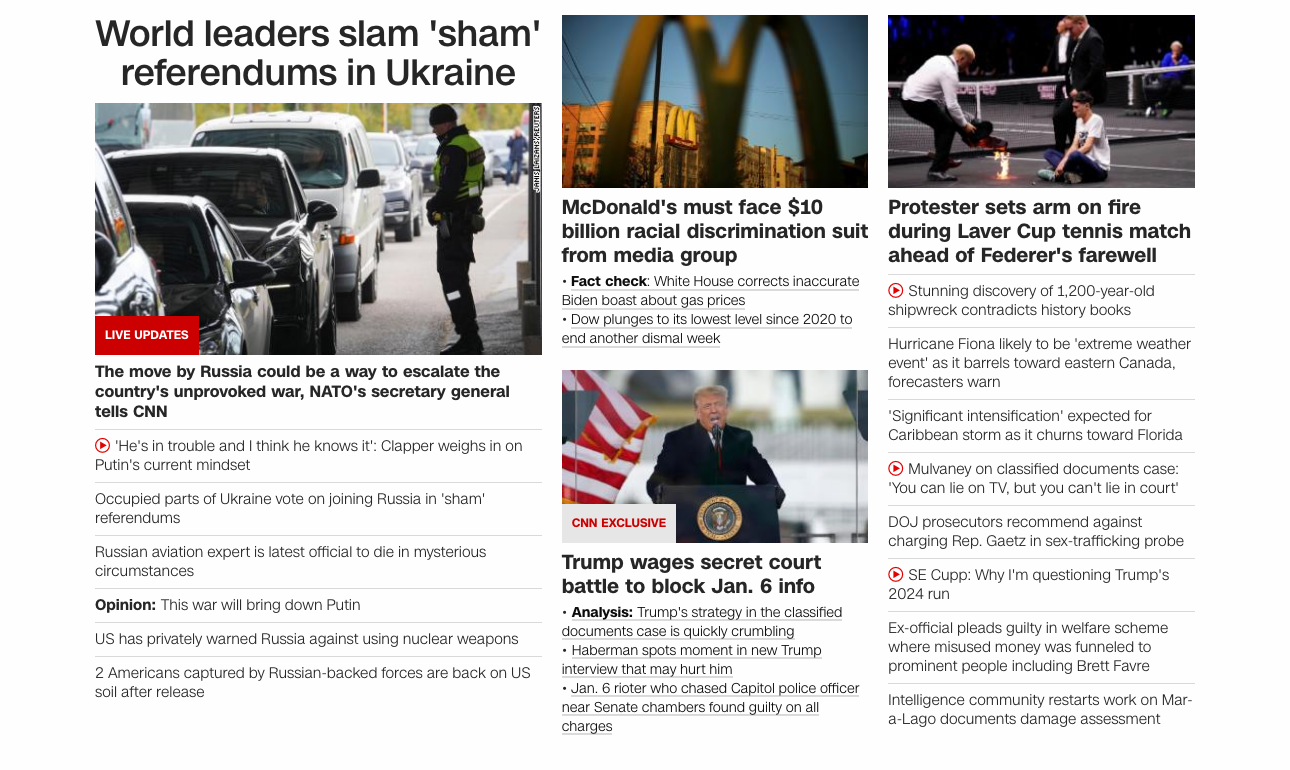 World leaders slam 'sham'
referendums in Ukraine
JANIS LAIZANS/REUTERS
LIVE UPDATES
The move by Russia could be a way to escalate the
country's unprovoked war, NATO's secretary general
tells CNN
'He's in trouble and I think he knows it': Clapper weighs in on
Putin's current mindset
Occupied parts of Ukraine vote on joining Russia in 'sham'
referendums
Russian aviation expert is latest official to die in mysterious
circumstances
Opinion: This war will bring down Putin
US has privately warned Russia against using nuclear weapons
2 Americans captured by Russian-backed forces are back on US
soil after release
McDonald's must face $10
billion racial discrimination suit
from media group
• Fact check: White House corrects inaccurate
Biden boast about gas prices
• Dow plunges to its lowest level since 2020 to
end another dismal week
CNN EXCLUSIVE
Trump wages secret court
battle to block Jan. 6 info
• Analysis: Trump's strategy in the classified
documents case is quickly crumbling
• Haberman spots moment in new Trump
interview that may hurt him
• Jan. 6 rioter who chased Capitol police officer
near Senate chambers found guilty on all
charges
Protester sets arm on fire
during Laver Cup tennis match
ahead of Federer's farewell
Stunning discovery of 1,200-year-old
shipwreck contradicts history books
Hurricane Fiona likely to be 'extreme weather
event' as it barrels toward eastern Canada,
forecasters warn
'Significant intensification' expected for
Caribbean storm as it churns toward Florida
Mulvaney on classified documents case:
'You can lie on TV, but you can't lie in court'
DOJ prosecutors recommend against
charging Rep. Gaetz in sex-trafficking probe
SE Cupp: Why I'm questioning Trump's
2024 run
Ex-official pleads guilty in welfare scheme
where misused money was funneled to
prominent people including Brett Favre
Intelligence community restarts work on Mar-
a-Lago documents damage assessment